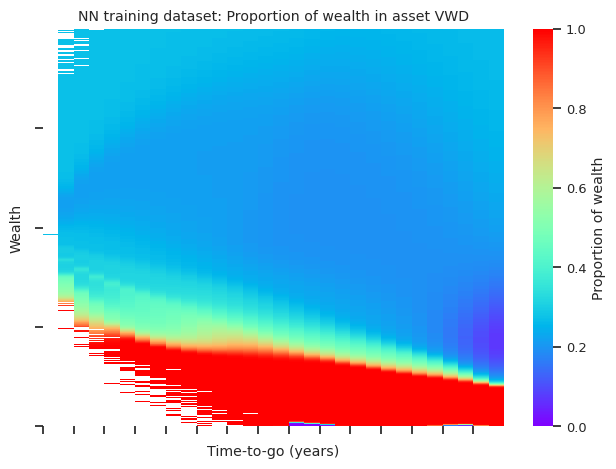 NN training dataset: Proportion of wealth in asset VWD
Wealth
Time-to-go (years)
1.0
0.8
0.6
0.4
0.2
0.0
Proportion of wealth